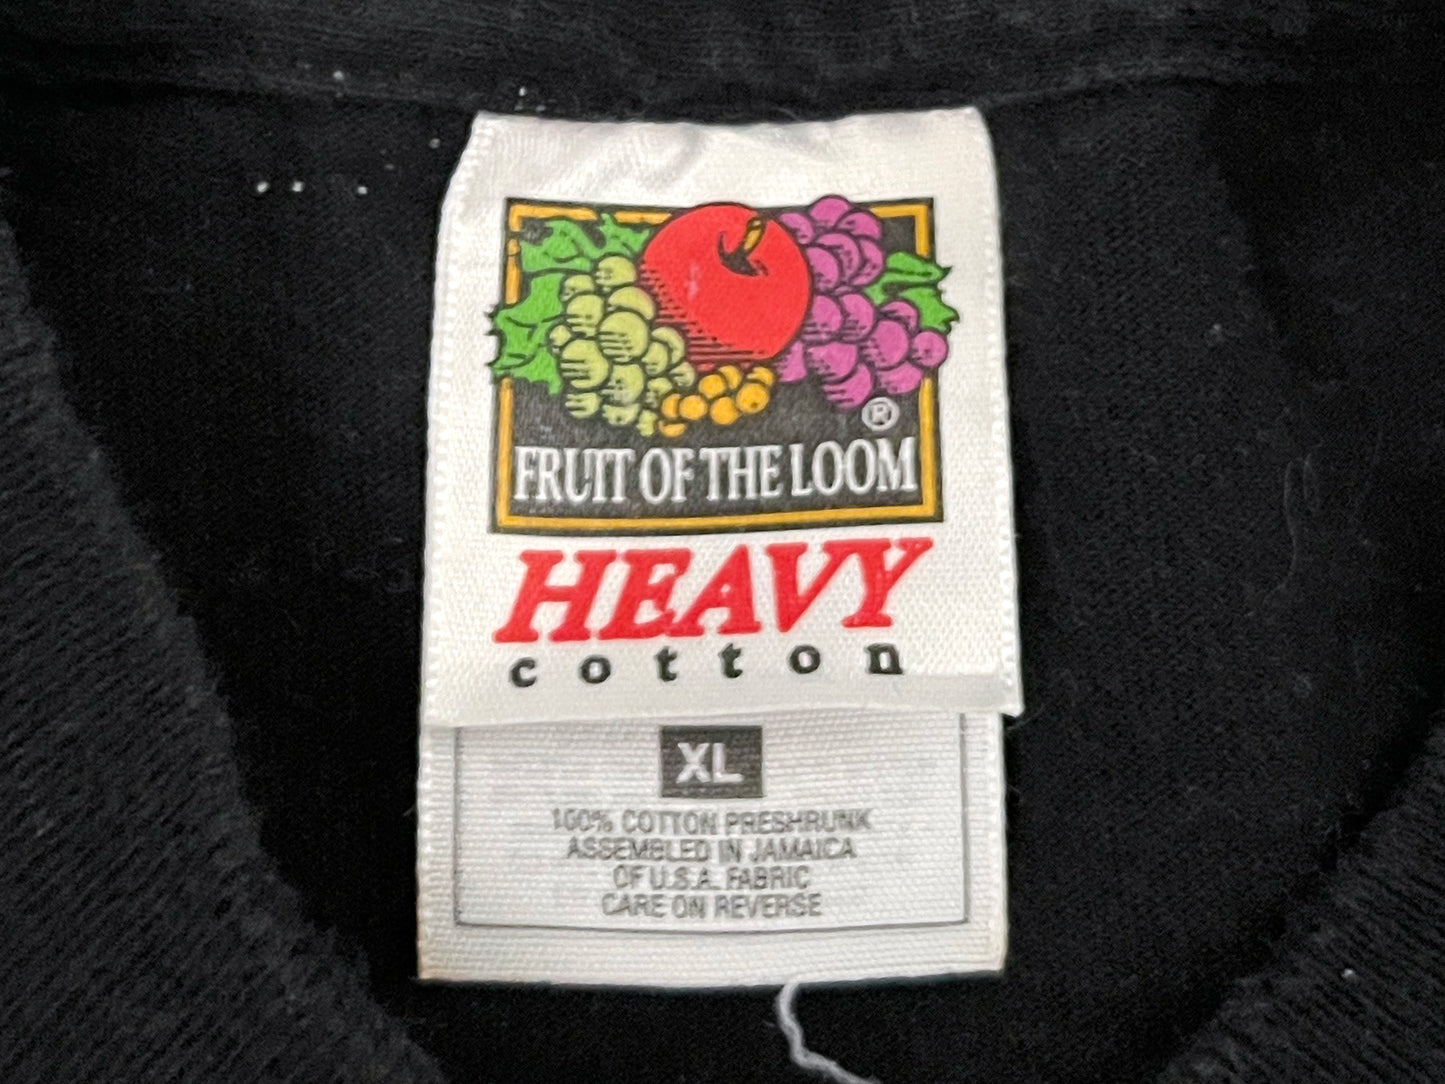 ®
FRUIT OF THE LOOM
HEAVY
cotton
XL
100% COTTON PRESHRUNK
ASSEMBLED IN JAMAICA
OF U.S.A. FABRIC
CARE ON REVERSE